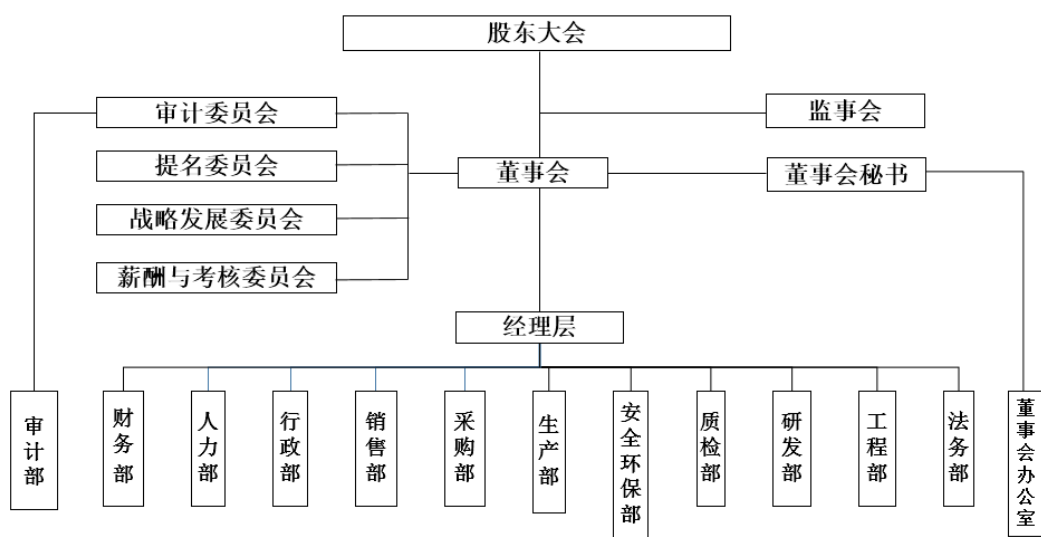 股东大会
审计委员会
监事会
提名委员会
董事会
董事会秘书
战略发展委员会
薪酬与考核委员会
经理层
审计部
财务部
人力部
行政部
销售部
采购部
生产部
安全环保部
质检部
研发部
工程部
法务部
董事会办公室